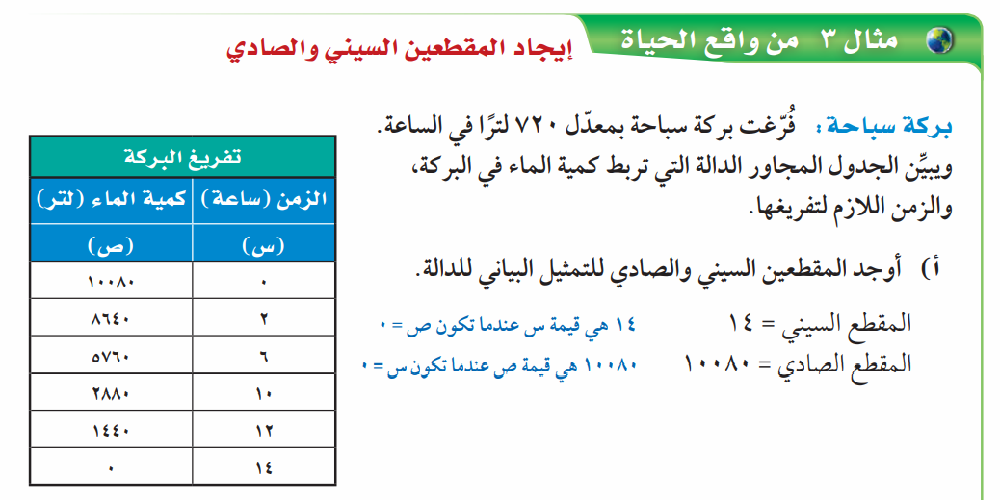 مثال ٣ من واقع الحياة
إيجاد المقطعين السيني والصادي
بركة سباحة: فُرِّغت بركة سباحة بمعدّل ٧٢٠ لترًا في الساعة.
ويبيِّن الجدول المجاور الدالة التي تربط كمية الماء في البركة،
والزمن اللازم لتفريغها.
أ) أوجد المقطعين السيني والصادي للتمثيل البياني للدالة.
المقطع السيني = ١٤ ١٤ هي قيمة س عندما تكون ص = ٠
المقطع الصادي = ١٠٠٨٠ ١٠٠٨٠ هي قيمة ص عندما تكون س = ٠
تفريغ البركة
الزمن (ساعة) كمية الماء (لتر)
(س) (ص)
٠ ١٠٠٨٠
٢ ٨٦٤٠
٦ ٥٧٦٠
١٠ ٢٨٨٠
١٢ ١٤٤٠
١٤ ٠